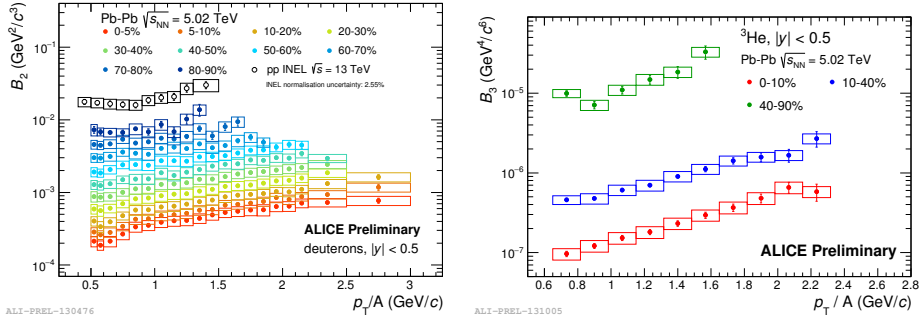 Pb-Pb √sNN = 5.02 TeV
0-5% 5-10% 10-20% 20-30%
30-40% 40-50% 50-60% 60-70%
70-80% 80-90% pp INEL √s = 13 TeV
INEL normalisation uncertainty: 2.55%
B2 (GeV²/c³)
10⁻¹
10⁻²
10⁻³
10⁻⁴
ALICE Preliminary
deuterons, |y| < 0.5
0.5 1 1.5 2 2.5 3
pT/A (GeV/c)
ALI-PREL-130476
³He, |y| < 0.5
Pb-Pb √sNN = 5.02 TeV
0-10% 10-40%
40-90%
B3 (GeV⁴/c⁶)
10⁻⁵
10⁻⁶
10⁻⁷
ALICE Preliminary
0.6 0.8 1 1.2 1.4 1.6 1.8 2 2.2 2.4 2.6 2.8
pT / A (GeV/c)
ALI-PREL-131005